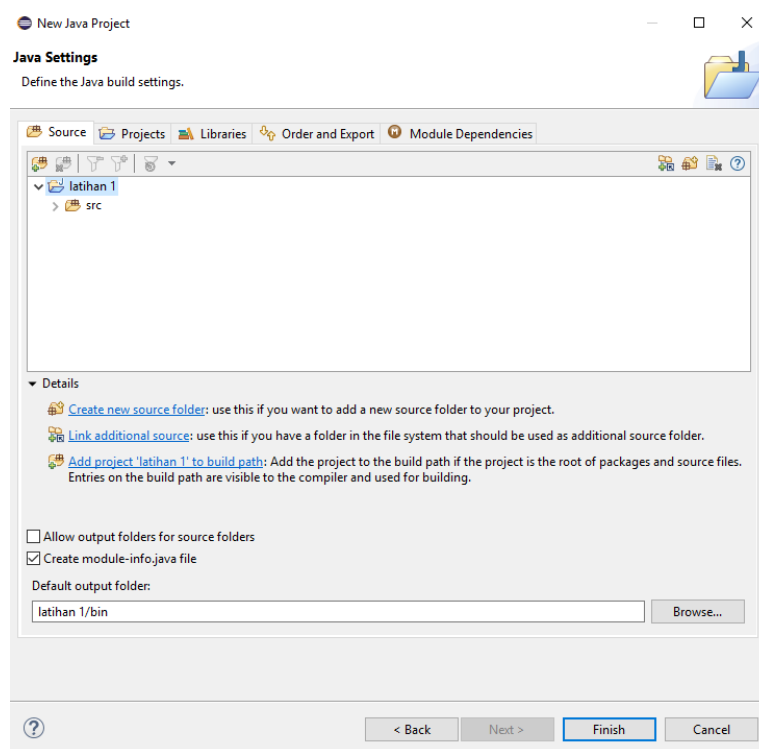 New Java Project
Java Settings
Define the Java build settings.
Source Projects Libraries Order and Export Module Dependencies
latihan 1
src
Details
Create new source folder: use this if you want to add a new source folder to your project.
Link additional source: use this if you have a folder in the file system that should be used as additional source folder.
Add project 'latihan 1' to build path: Add the project to the build path if the project is the root of packages and source files.
Entries on the build path are visible to the compiler and used for building.
Allow output folders for source folders
Create module-info.java file
Default output folder:
latihan 1/bin Browse...
< Back Next > Finish Cancel